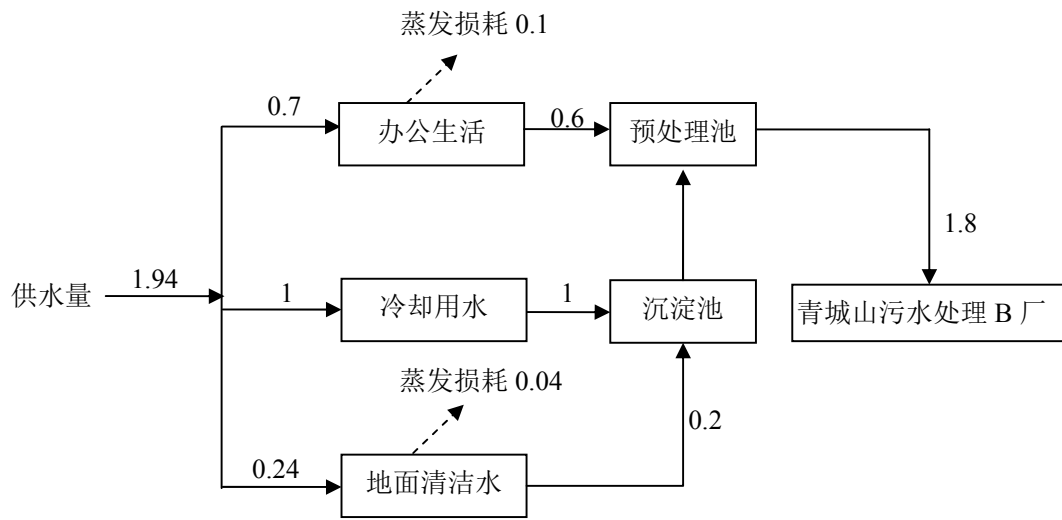 蒸发损耗 0.1
0.7
办公生活
0.6
预处理池
1.8
供水量
1.94
1
冷却用水
1
沉淀池
青城山污水处理 B 厂
蒸发损耗 0.04
0.2
0.24
地面清洁水